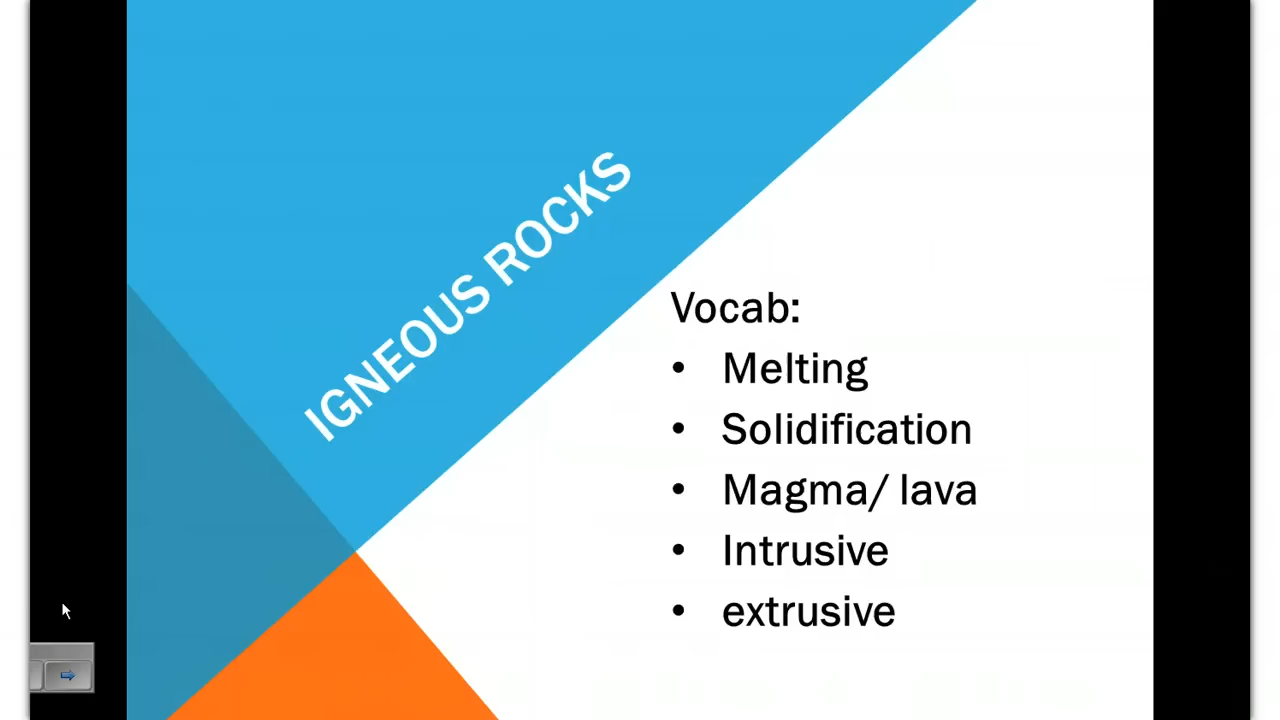 IGNEOUS ROCKS
Vocab:
• Melting
• Solidification
• Magma/ lava
• Intrusive
• extrusive